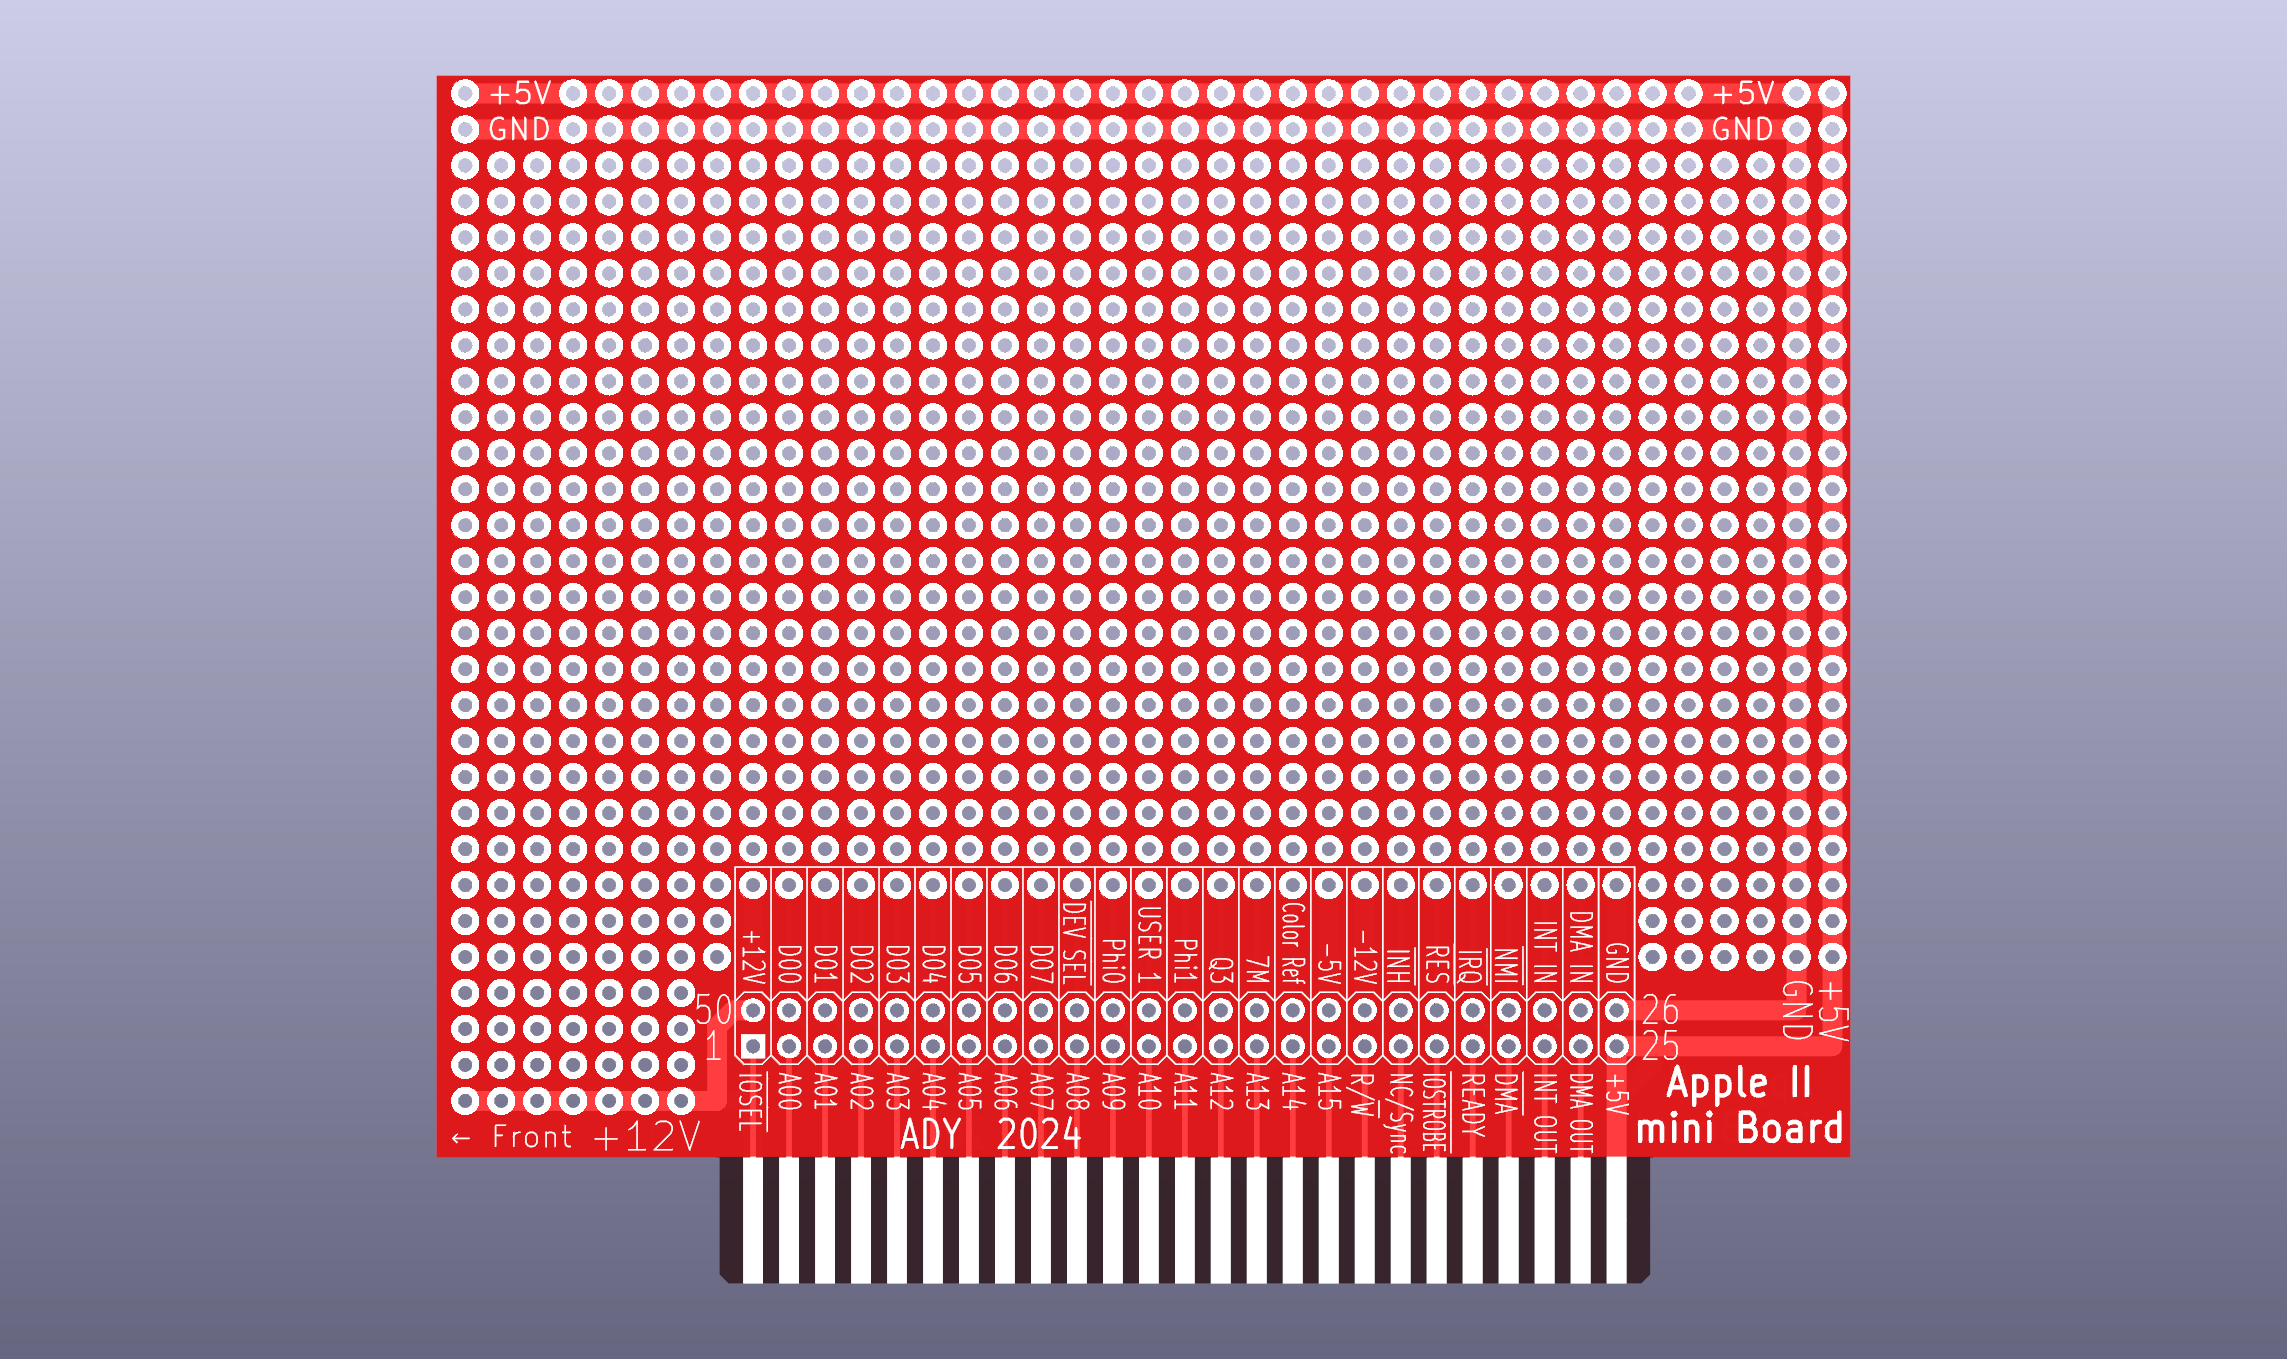 +5V +5V
GND GND
+12V D00 D01 D02 D03 D04 D05 D06 D07 DEV SEL Phi0 USER 1 Phi1 Q3 7M Color Ref -5V -12V INH RES IRQ NMI INT IN DMA IN GND
50 26
1 25
GND +5V
IOSEL A00 A01 A02 A03 A04 A05 A06 A07 A08 A09 A10 A11 A12 A13 A14 A15 R/W NC/Sync IOSTROBE READY DMA INT OUT DMA OUT +5V
Apple II
mini Board
← Front +12V
ADY 2024